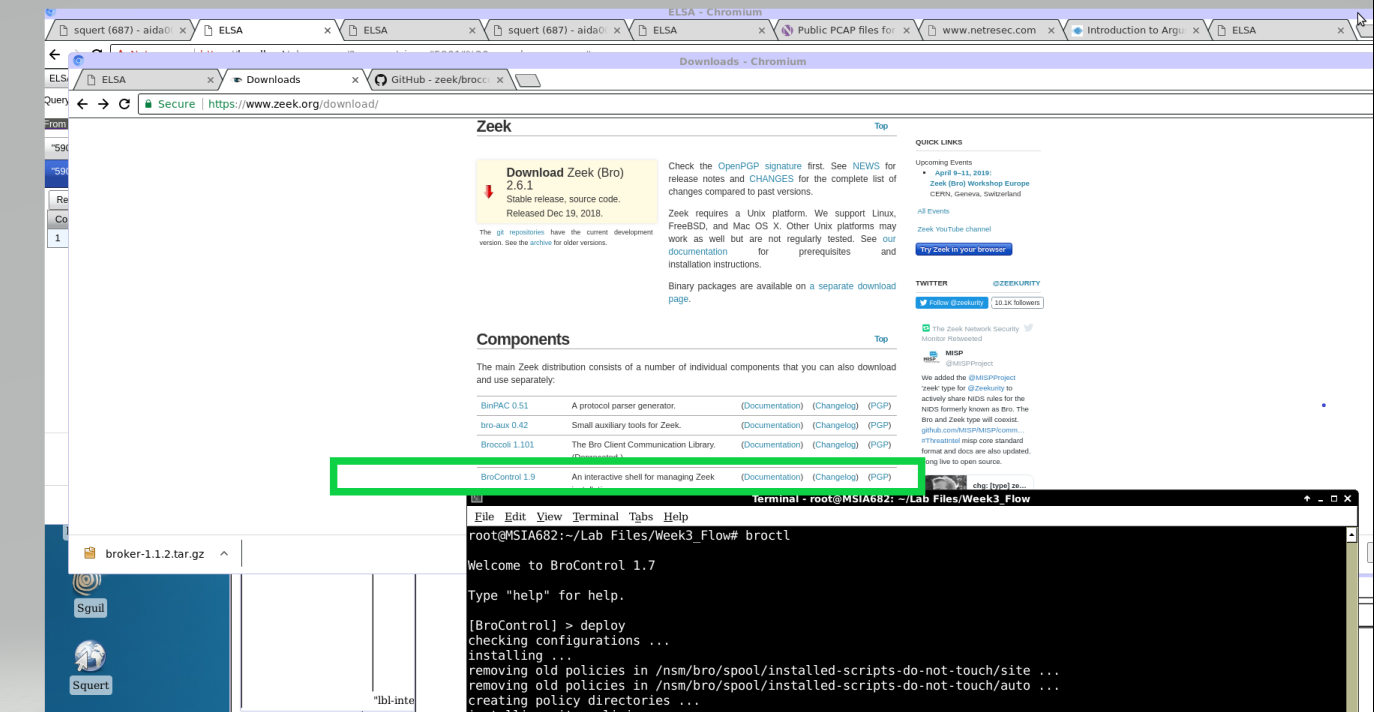 ELSA - Chromium
squert (687) - aida0
ELSA
ELSA
squert (687) - aida0
ELSA
Public PCAP files for
www.netresec.com
Introduction to Argu
ELSA
Downloads - Chromium
ELSA
Downloads
GitHub - zeek/brocc
Query
Secure | https://www.zeek.org/download/
From
"590
"590
Re
Co
1
Zeek
Top
Download Zeek (Bro)
2.6.1
Stable release, source code.
Released Dec 19, 2018.
The git repositories have the current development
version. See the archive for older versions.
Check the OpenPGP signature first. See NEWS for
release notes and CHANGES for the complete list of
changes compared to past versions.
Zeek requires a Unix platform. We support Linux,
FreeBSD, and Mac OS X. Other Unix platforms may
work as well but are not regularly tested. See our
documentation for prerequisites and
installation instructions.
Binary packages are available on a separate download
page.
Components
Top
The main Zeek distribution consists of a number of individual components that you can also download
and use separately:
BinPAC 0.51 A protocol parser generator. (Documentation) (Changelog) (PGP)
bro-aux 0.42 Small auxiliary tools for Zeek. (Documentation) (Changelog) (PGP)
Broccoli 1.101 The Bro Client Communication Library. (Documentation) (Changelog) (PGP)
(Deprecated.)
BroControl 1.9 An interactive shell for managing Zeek (Documentation) (Changelog) (PGP)
QUICK LINKS
Upcoming Events
• April 9–11, 2019:
Zeek (Bro) Workshop Europe
CERN, Geneva, Switzerland
All Events
Zeek YouTube channel
Try Zeek in your browser
TWITTER @ZEEKURITY
Follow @zeekurity 10.1K followers
The Zeek Network Security
Monitor Retweeted
MISP
@MISPProject
We added the @MISPProject
'zeek' type for @Zeekurity to
actively share NIDS rules for the
NIDS formerly known as Bro. The
Bro and Zeek type will coexist.
github.com/MISP/MISP/comm...
#ThreatIntel misp core standard
format and docs are also updated.
long live to open source.
chg: [type] ze...
broker-1.1.2.tar.gz
Sguil
Squert
"lbl-inte
Terminal - root@MSIA682: ~/Lab Files/Week3_Flow
File Edit View Terminal Tabs Help
root@MSIA682:~/Lab Files/Week3_Flow# broctl
Welcome to BroControl 1.7
Type "help" for help.
[BroControl] > deploy
checking configurations ...
installing ...
removing old policies in /nsm/bro/spool/installed-scripts-do-not-touch/site ...
removing old policies in /nsm/bro/spool/installed-scripts-do-not-touch/auto ...
creating policy directories ...